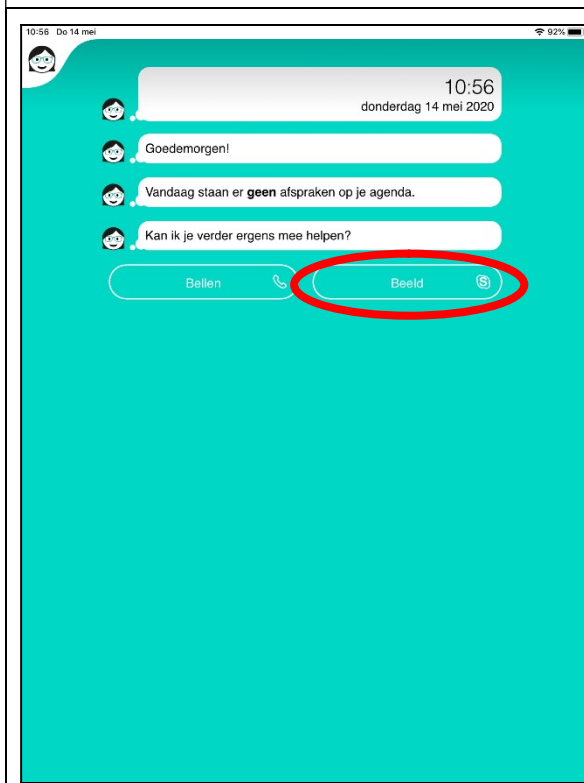 10:56 Do 14 mei
92%
10:56
donderdag 14 mei 2020
Goedemorgen!
Vandaag staan er geen afspraken op je agenda.
Kan ik je verder ergens mee helpen?
Bellen
Beeld